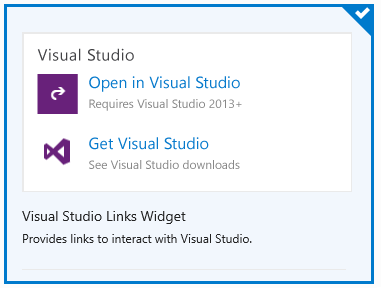 Visual Studio
Open in Visual Studio
Requires Visual Studio 2013+
Get Visual Studio
See Visual Studio downloads
Visual Studio Links Widget
Provides links to interact with Visual Studio.